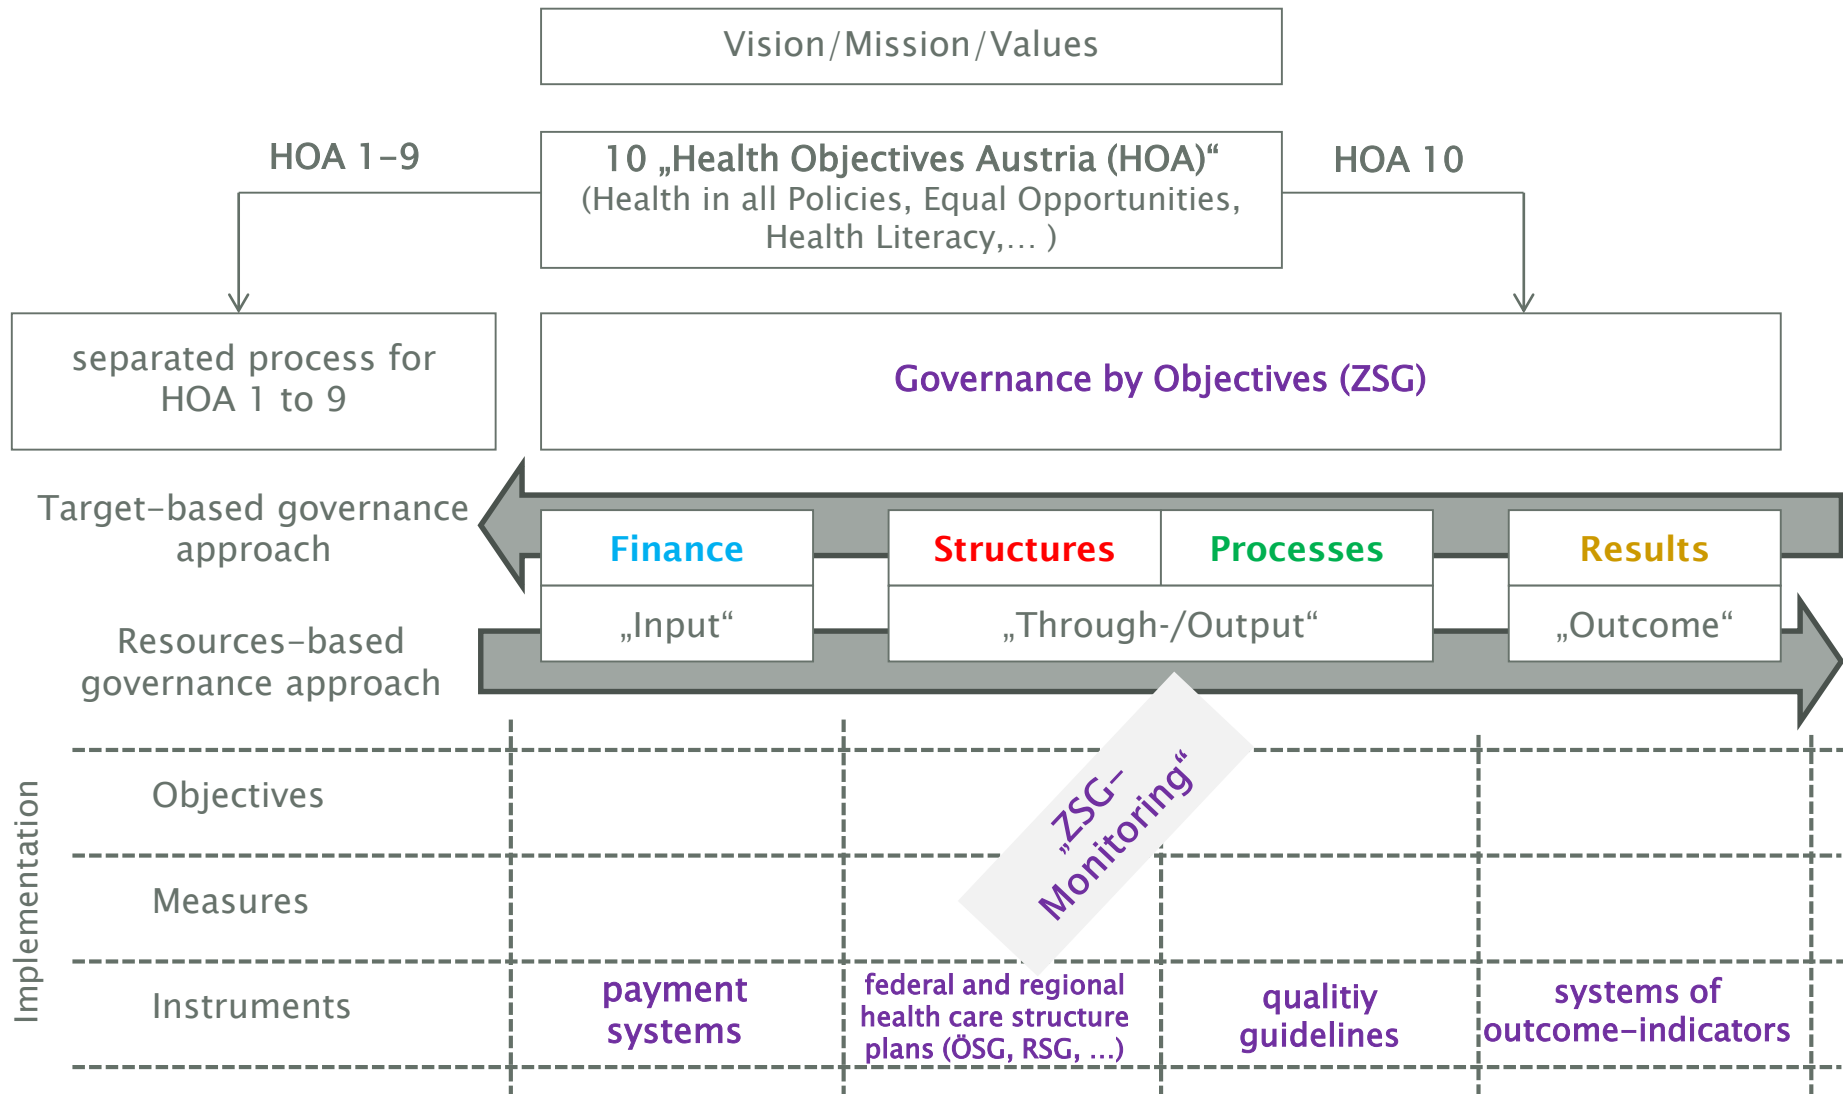 Vision/Mission/Values
HOA 1–9
10 „Health Objectives Austria (HOA)“
(Health in all Policies, Equal Opportunities,
Health Literacy,… )
HOA 10
separated process for
HOA 1 to 9
Governance by Objectives (ZSG)
Target–based governance
approach
Finance
Structures
Processes
Results
„Input“
„Through-/Output“
„Outcome“
Resources–based
governance approach
„ZSG–
Monitoring“
Implementation
Objectives
Measures
Instruments
payment
systems
federal and regional
health care structure
plans (ÖSG, RSG, …)
qualitiy
guidelines
systems of
outcome–indicators